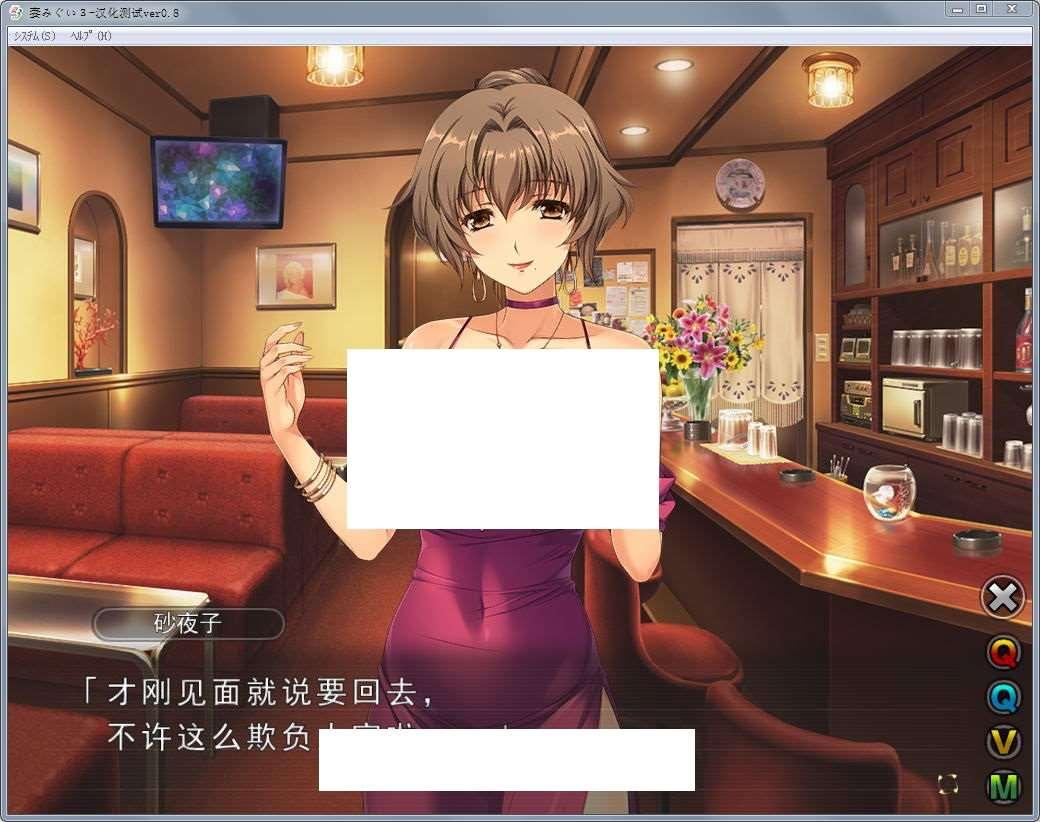 妻みぐい３-汉化测试ver0.8
ｼｽﾃﾑ(S) ﾍﾙﾌﾟ(H)
砂夜子
「才刚见面就说要回去，
不许这么欺负
Q
Q
V
M